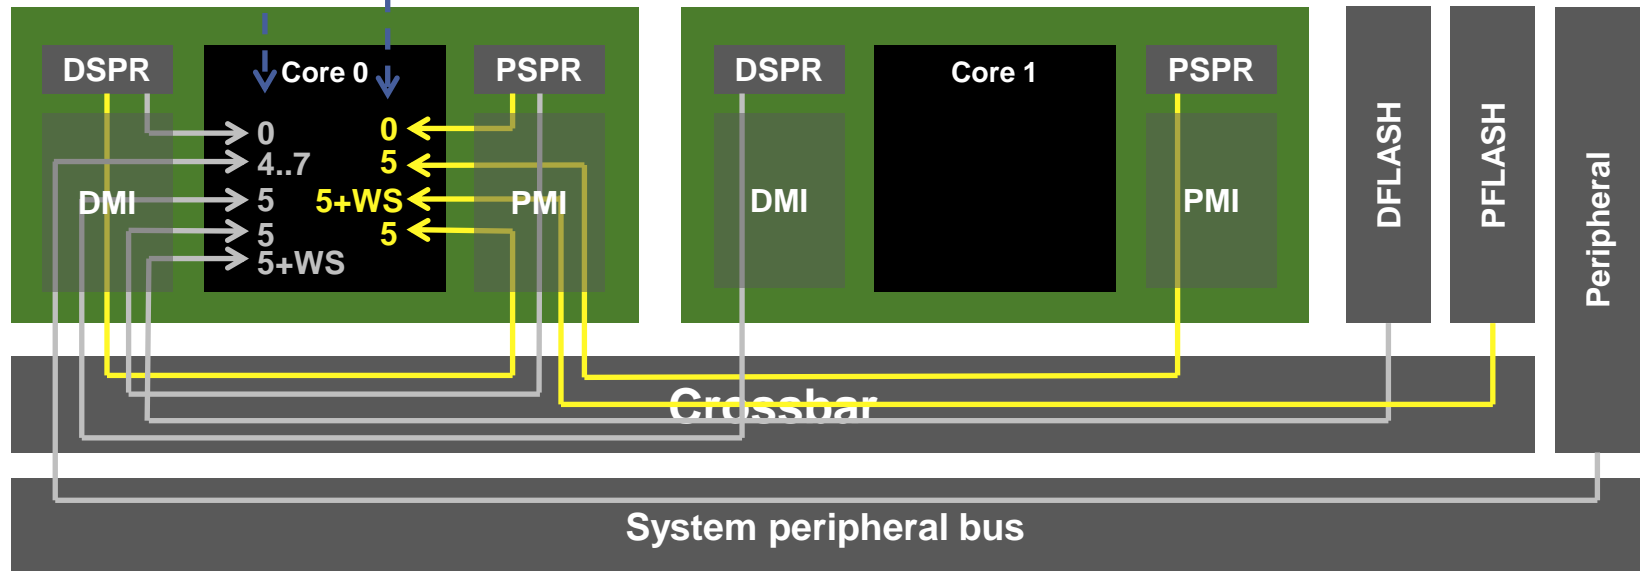 DSPR
Core 0
PSPR
DSPR
Core 1
PSPR
0
4..7
5
5
5+WS
0
5
5+WS
5
DMI
PMI
DMI
PMI
DFLASH
PFLASH
Peripheral
Crossbar
System peripheral bus